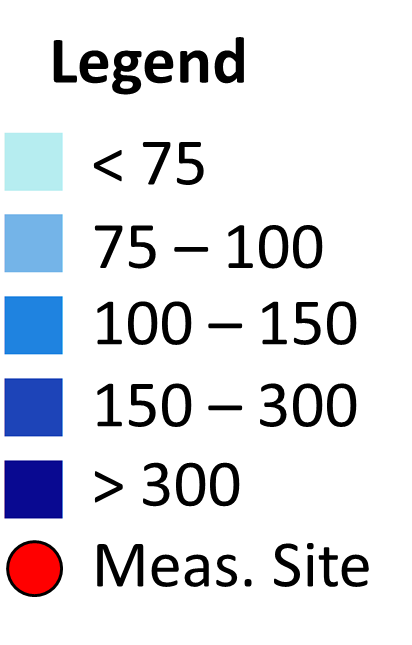 Legend
< 75
75 – 100
100 – 150
150 – 300
> 300
Meas. Site